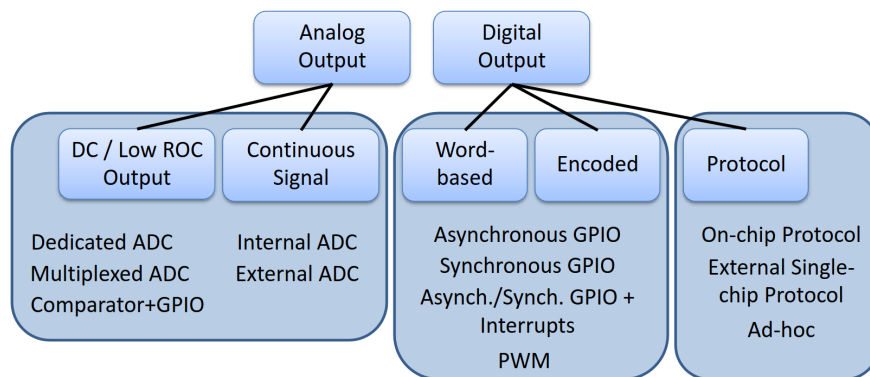 Analog
Output
Digital
Output
DC / Low ROC
Output
Continuous
Signal
Word-
based
Encoded
Protocol
Dedicated ADC
Multiplexed ADC
Comparator+GPIO
Internal ADC
External ADC
Asynchronous GPIO
Synchronous GPIO
Asynch./Synch. GPIO +
Interrupts
PWM
On-chip Protocol
External Single-
chip Protocol
Ad-hoc